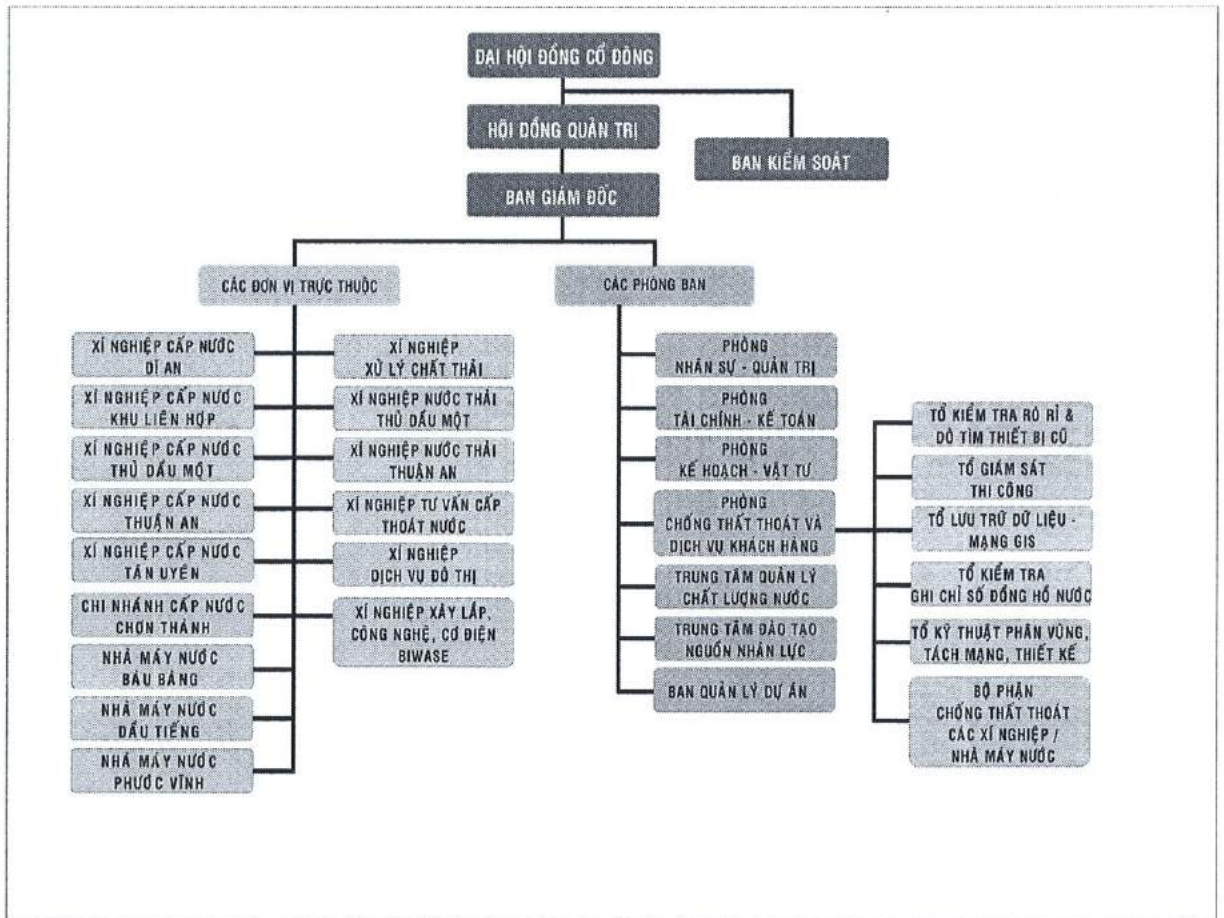 ĐẠI HỘI ĐỒNG CỔ ĐÔNG
HỘI ĐỒNG QUẢN TRỊ
BAN KIỂM SOÁT
BAN GIÁM ĐỐC
CÁC ĐƠN VỊ TRỰC THUỘC
CÁC PHÒNG BAN
XÍ NGHIỆP CẤP NƯỚC
DĨ AN
XÍ NGHIỆP CẤP NƯỚC
KHU LIÊN HỢP
XÍ NGHIỆP CẤP NƯỚC
THỦ DẦU MỘT
XÍ NGHIỆP CẤP NƯỚC
THUẬN AN
XÍ NGHIỆP CẤP NƯỚC
TÂN UYÊN
CHI NHÁNH CẤP NƯỚC
CHƠN THÀNH
NHÀ MÁY NƯỚC
BÀU BÀNG
NHÀ MÁY NƯỚC
DẦU TIẾNG
NHÀ MÁY NƯỚC
PHƯỚC VĨNH
XÍ NGHIỆP
XỬ LÝ CHẤT THẢI
XÍ NGHIỆP NƯỚC THẢI
THỦ DẦU MỘT
XÍ NGHIỆP NƯỚC THẢI
THUẬN AN
XÍ NGHIỆP TƯ VẤN CẤP
THOÁT NƯỚC
XÍ NGHIỆP
DỊCH VỤ ĐÔ THỊ
XÍ NGHIỆP XÂY LẮP,
CÔNG NGHỆ, CƠ ĐIỆN
BIWASE
PHÒNG
NHÂN SỰ - QUẢN TRỊ
PHÒNG
TÀI CHÍNH - KẾ TOÁN
PHÒNG
KẾ HOẠCH - VẬT TƯ
PHÒNG
CHỐNG THẤT THOÁT VÀ
DỊCH VỤ KHÁCH HÀNG
TRUNG TÂM QUẢN LÝ
CHẤT LƯỢNG NƯỚC
TRUNG TÂM ĐÀO TẠO
NGUỒN NHÂN LỰC
BAN QUẢN LÝ DỰ ÁN
TỔ KIỂM TRA RÒ RỈ &
DÒ TÌM THIẾT BỊ CŨ
TỔ GIÁM SÁT
THI CÔNG
TỔ LƯU TRỮ DỮ LIỆU -
MẠNG GIS
TỔ KIỂM TRA
GHI CHỈ SỐ ĐỒNG HỒ NƯỚC
TỔ KỸ THUẬT PHÂN VÙNG,
TÁCH MẠNG, THIẾT KẾ
BỘ PHẬN
CHỐNG THẤT THOÁT
CÁC XÍ NGHIỆP /
NHÀ MÁY NƯỚC